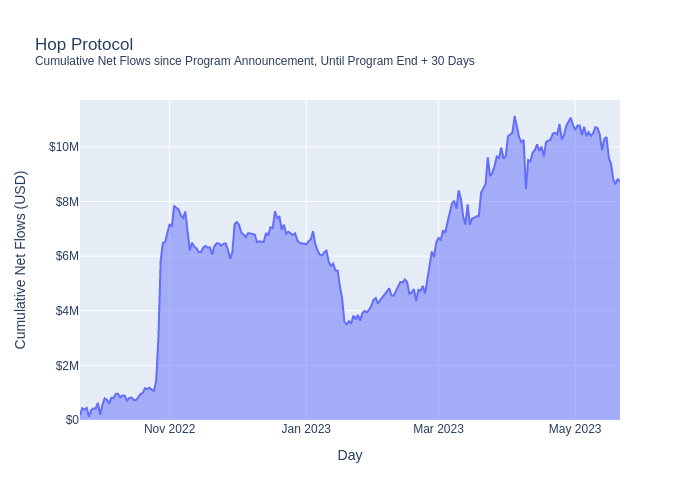 Hop Protocol
Cumulative Net Flows since Program Announcement, Until Program End + 30 Days
Cumulative Net Flows (USD)
$10M
$8M
$6M
$4M
$2M
$0
Nov 2022
Jan 2023
Mar 2023
May 2023
Day